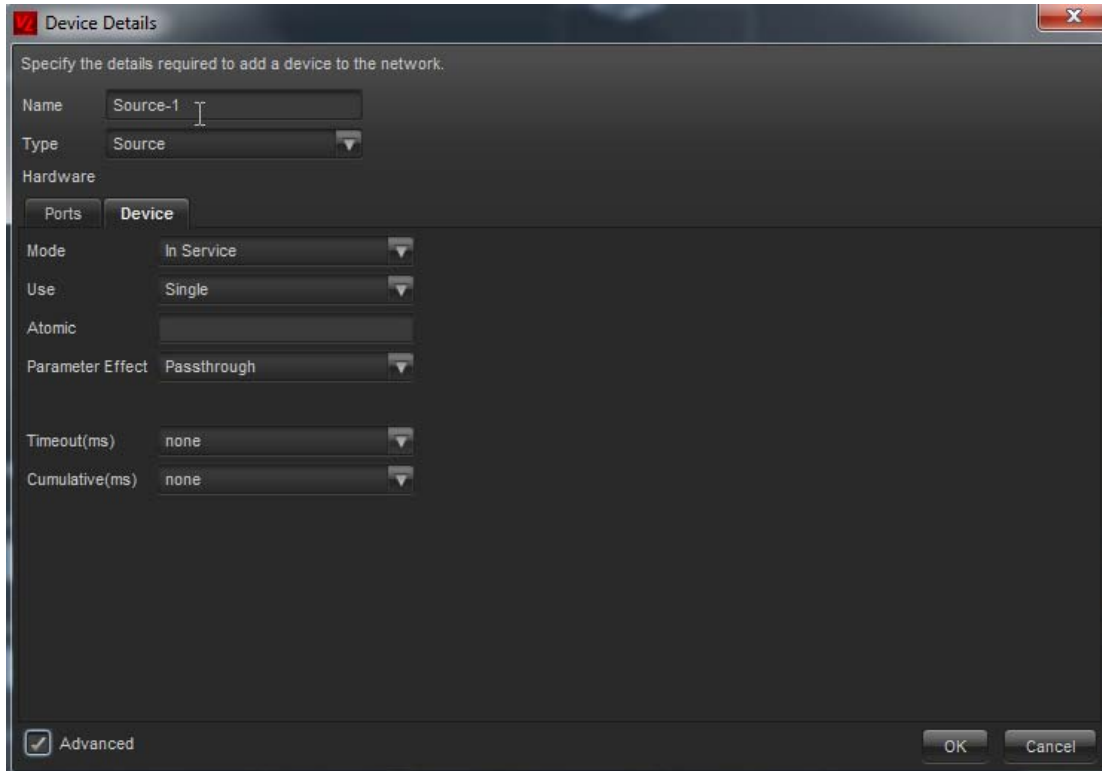 Device Details
Specify the details required to add a device to the network.
Name Source-1
Type Source
Hardware
Ports Device
Mode In Service
Use Single
Atomic
Parameter Effect Passthrough
Timeout(ms) none
Cumulative(ms) none
Advanced OK Cancel